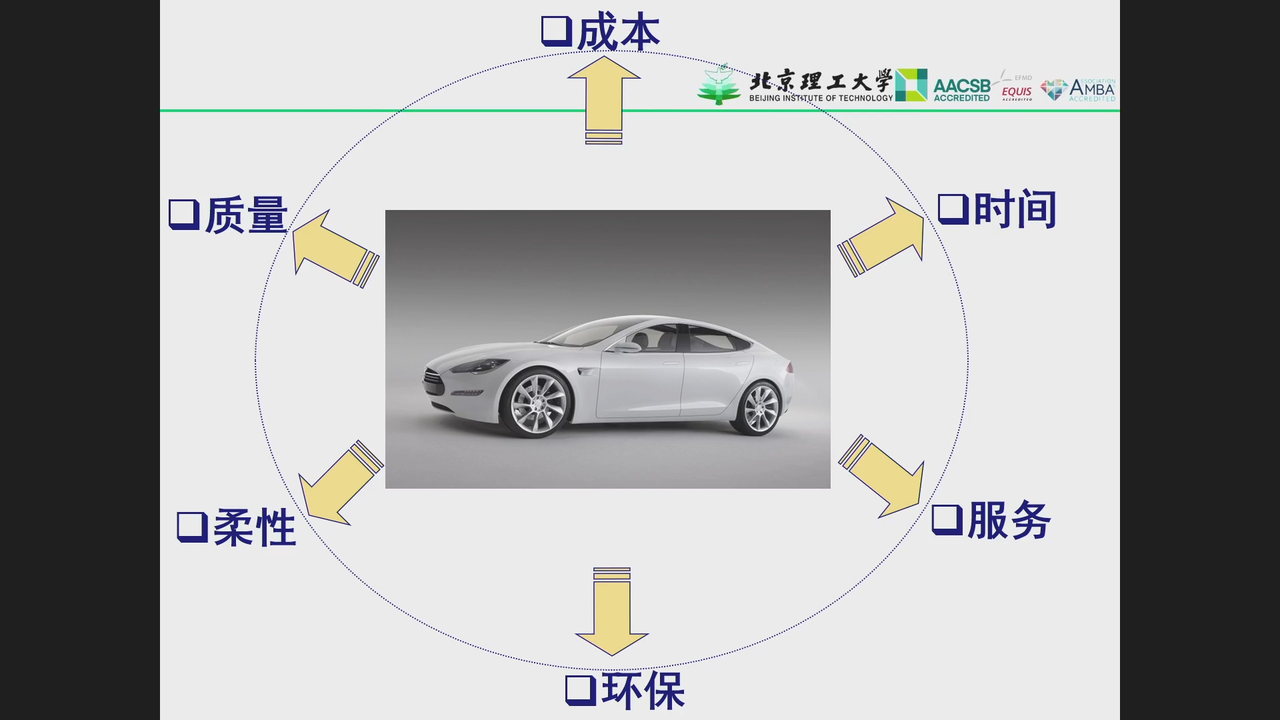 ❑成本
北京理工大学
BEIJING INSTITUTE OF TECHNOLOGY
AACSB
ACCREDITED
EFMD
EQUIS
ACCREDITED
ASSOCIATION
AMBA
ACCREDITED
❑质量
❑时间
❑柔性
❑服务
❑环保